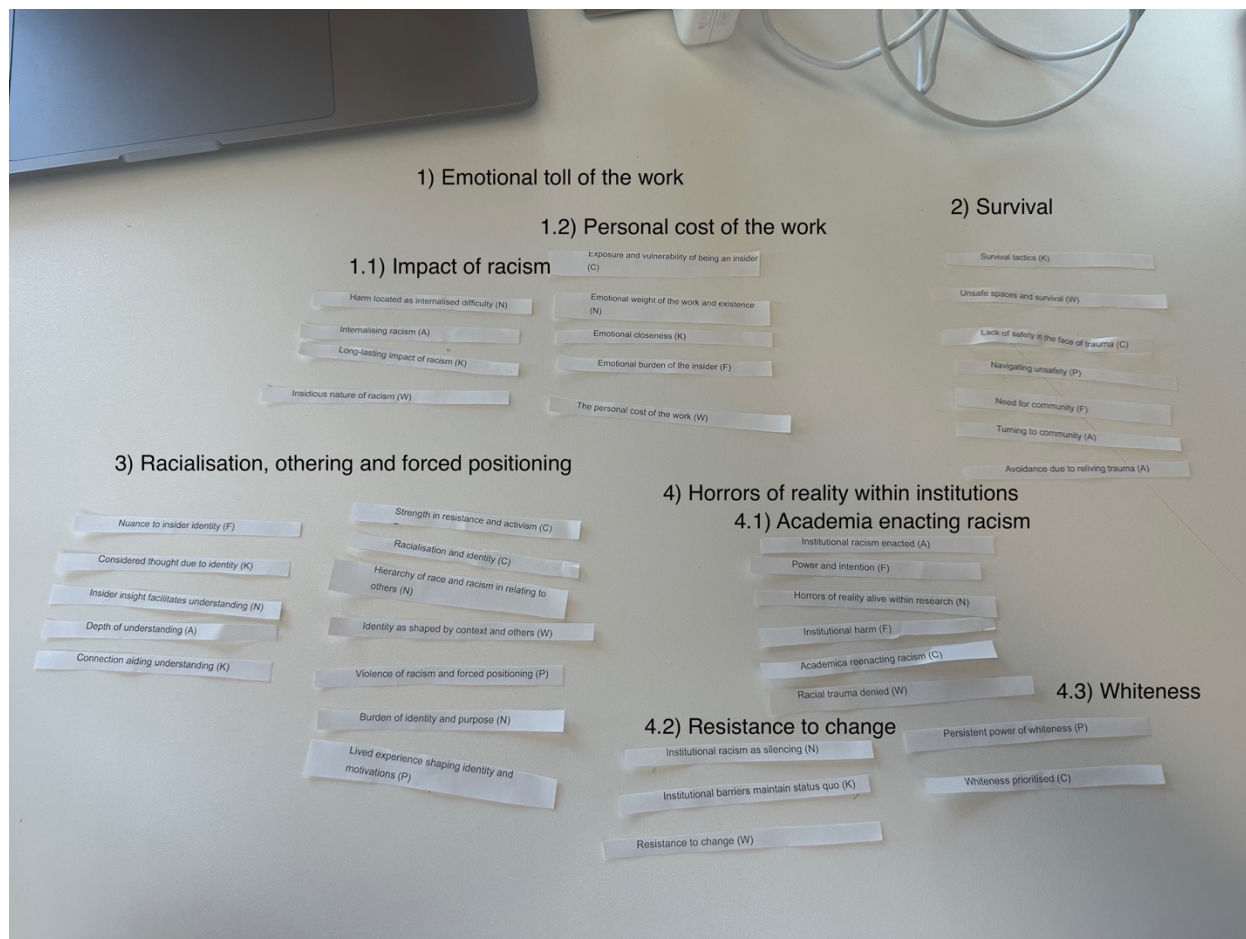 1) Emotional toll of the work
1.1) Impact of racism
Harm located as internalised difficulty (N)
Internalising racism (A)
Long-lasting impact of racism (K)
Insidious nature of racism (W)
1.2) Personal cost of the work
Exposure and vulnerability of being an insider
(C)
Emotional weight of the work and existence
(N)
Emotional closeness (K)
Emotional burden of the insider (F)
The personal cost of the work (W)
2) Survival
Survival tactics (K)
Unsafe spaces and survival (W)
Lack of safety in the face of trauma (C)
Navigating unsafety (P)
Need for community (F)
Turning to community (A)
Avoidance due to reliving trauma (A)
3) Racialisation, othering and forced positioning
Nuance to insider identity (F)
Considered thought due to identity (K)
Insider insight facilitates understanding (N)
Depth of understanding (A)
Connection aiding understanding (K)
Strength in resistance and activism (C)
Racialisation and identity (C)
Hierarchy of race and racism in relating to
others (N)
Identity as shaped by context and others (W)
Violence of racism and forced positioning (P)
Burden of identity and purpose (N)
Lived experience shaping identity and
motivations (P)
4) Horrors of reality within institutions
4.1) Academia enacting racism
Institutional racism enacted (A)
Power and intention (F)
Horrors of reality alive within research (N)
Institutional harm (F)
Academica reenacting racism (C)
Racial trauma denied (W)
4.2) Resistance to change
Institutional racism as silencing (N)
Institutional barriers maintain status quo (K)
Resistance to change (W)
4.3) Whiteness
Persistent power of whiteness (P)
Whiteness prioritised (C)